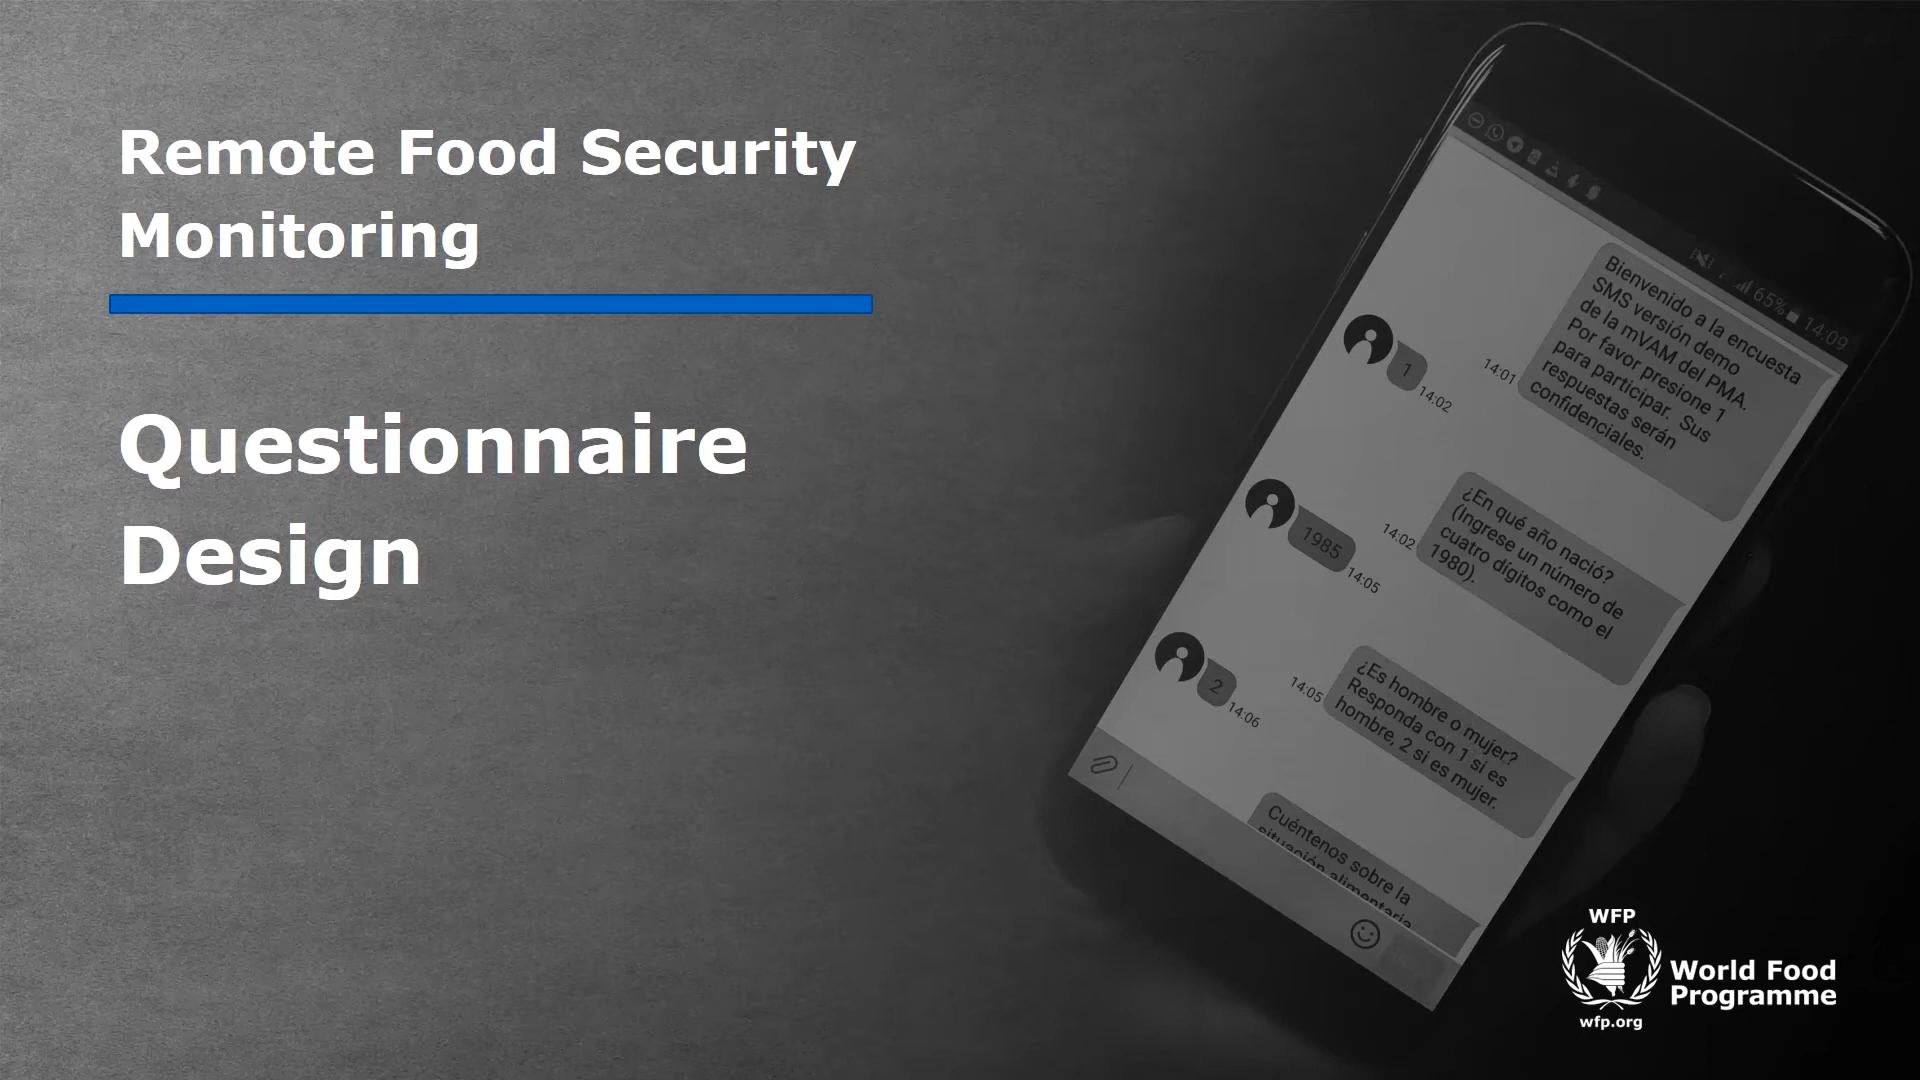 Remote Food Security
Monitoring
Questionnaire
Design
65% 14:09
Bienvenido a la encuesta
SMS versión demo
de la mVAM del PMA.
Por favor presione 1
para participar. Sus
respuestas serán
confidenciales.
14:01
1
14:02
¿En qué año nació?
(Ingrese un número de
cuatro dígitos como el
1980).
14:02
1985
14:05
¿Es hombre o mujer?
Responda con 1 si es
hombre, 2 si es mujer.
14:05
2
14:06
Cuéntenos sobre la
situación alimentaria
WFP
World Food
Programme
wfp.org